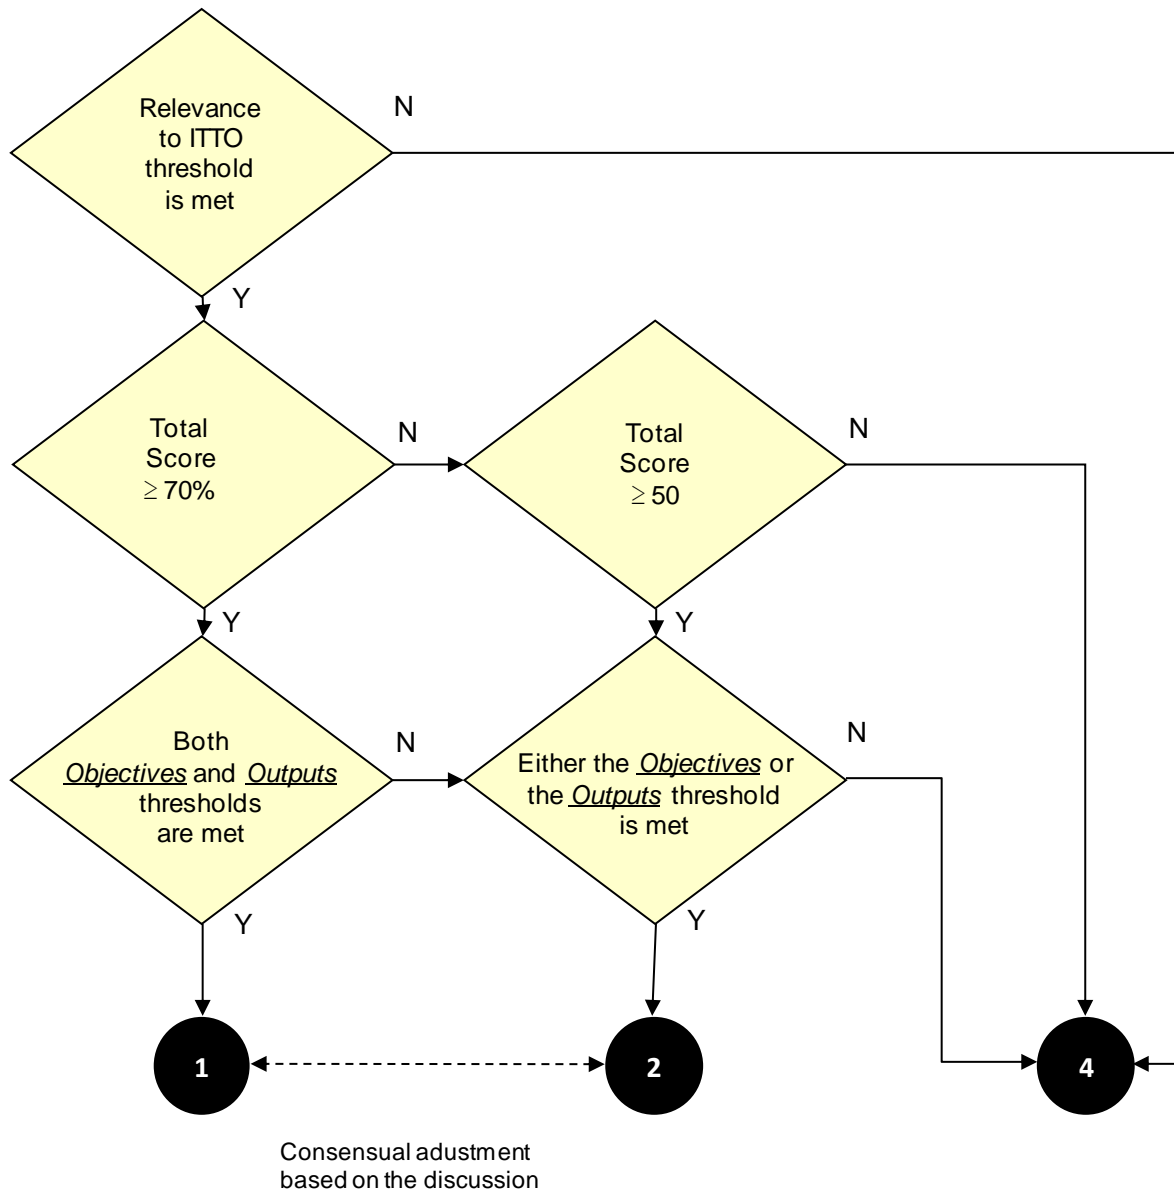 Relevance
to ITTO
threshold
is met
N
Y
Total
Score
≥ 70%
N
Total
Score
≥ 50
N
Y
Y
Both
Objectives and Outputs
thresholds
are met
N
Either the Objectives or
the Outputs threshold
is met
N
Y
Y
1
2
4
Consensual adustment
based on the discussion